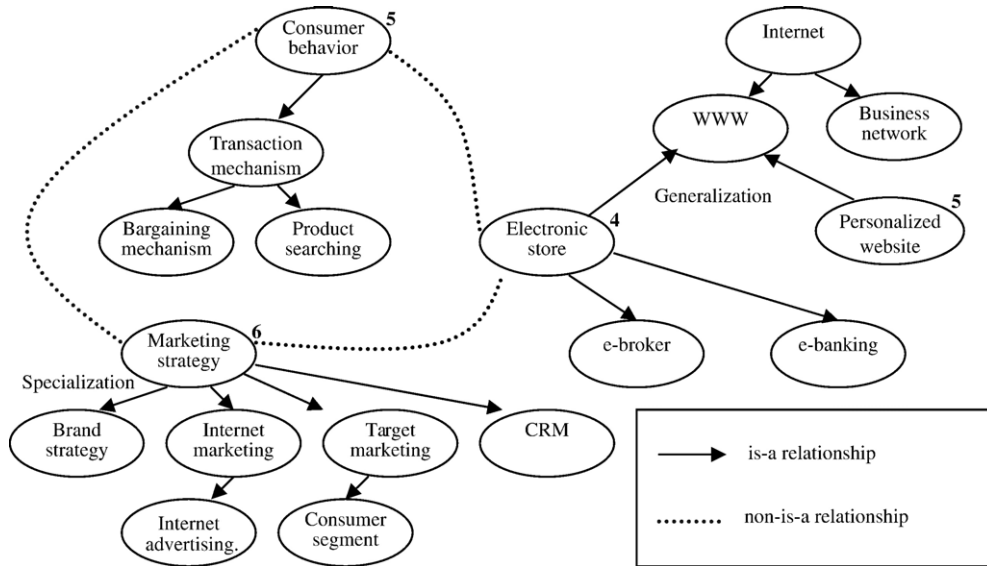 Consumer
behavior
5
Internet
WWW
Business
network
Transaction
mechanism
Generalization
Bargaining
mechanism
Product
searching
Electronic
store
4
Personalized
website
5
Marketing
strategy
6
e-broker
e-banking
Specialization
Brand
strategy
Internet
marketing
Target
marketing
CRM
Internet
advertising.
Consumer
segment
is-a relationship
non-is-a relationship